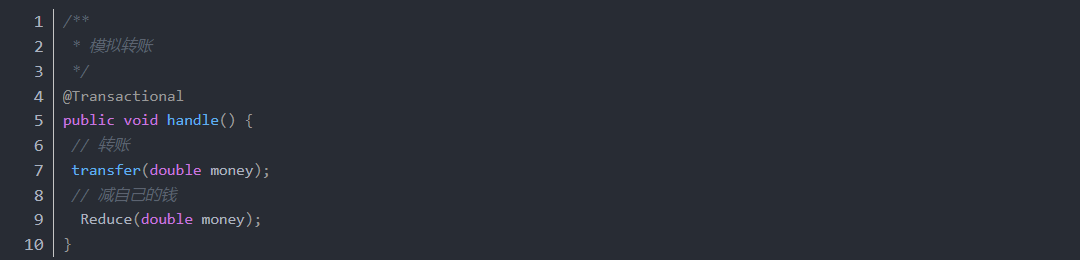 1 /**
2 * 模拟转账
3 */
4 @Transactional
5 public void handle() {
6 // 转账
7 transfer(double money);
8 // 减自己的钱
9 Reduce(double money);
10 }